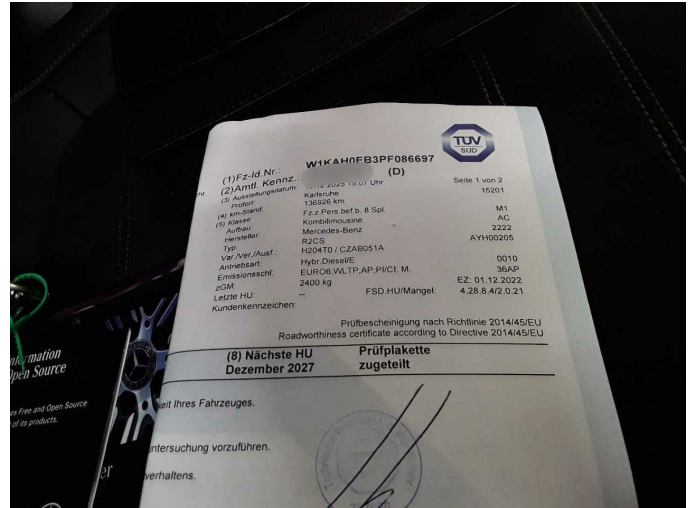 TÜV
SÜD
(1)Fz-Id.Nr.: W1KAH0EB3PF086697
(2)Amtl. Kennz.: (D)
(3) Ausstellungsdatum: 15:07 Uhr Seite 1 von 2
Prüfort: Karlsruhe 15201
(4) km-Stand: 136926 km
(5) Klasse Fz.z.Pers.bef.b. 8 Spl. M1
Aufbau: Kombilimousine AC
Hersteller: Mercedes-Benz 2222
Typ: R2CS AYH00205
Var./Ver./Ausf.: H204T0 / CZAB051A
Antriebsart: Hybr.Diesel/E 0010
Emissionsschl: EURO6;WLTP;AP;PI/CI; M, 36AP
zGM: 2400 kg EZ: 01.12.2022
Letzte HU: -- FSD.HU/Mangel: 4.28.8.4/2.0.21
Kundenkennzeichen:
Prüfbescheinigung nach Richtlinie 2014/45/EU
Roadworthiness certificate according to Directive 2014/45/EU
(8) Nächste HU Prüfplakette
Dezember 2027 zugeteilt
keit Ihres Fahrzeuges.
untersuchung vorzuführen.
verhaltens.
nformation
Open Source
es Free and Open Source
of its products.
er